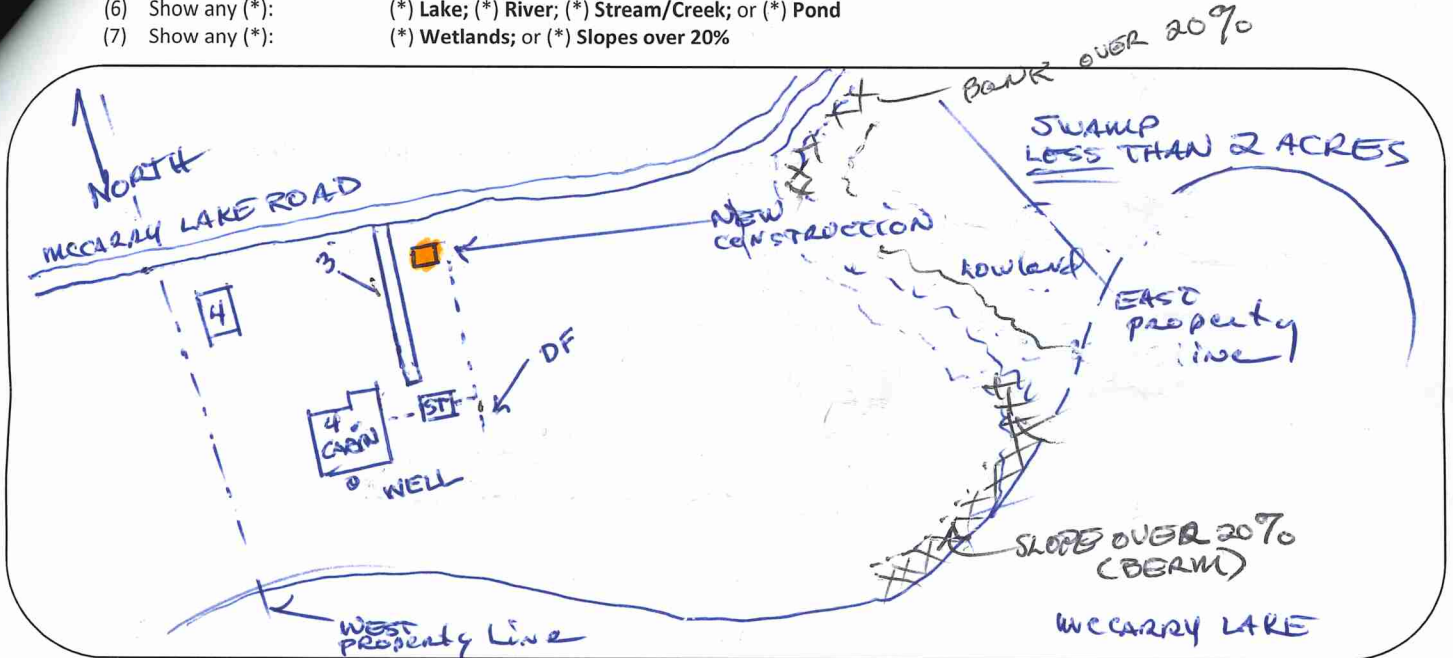 (6) Show any (*): (*) Lake; (*) River; (*) Stream/Creek; or (*) Pond
(7) Show any (*): (*) Wetlands; or (*) Slopes over 20%
BANK OVER 20%
SWAMP
LESS THAN 2 ACRES
NORTH
MCCARRY LAKE ROAD
NEW
CONSTRUCTION
3
4
LOWLAND
EAST
property
line
DF
ST
4
CABIN
WELL
SLOPE OVER 20%
(BERM)
WEST
PROPERTY Line
MCCARRY LAKE